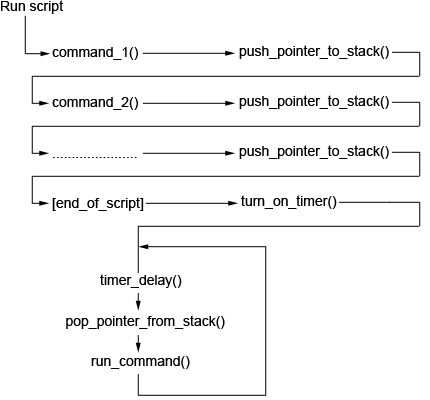 Run script
command_1() push_pointer_to_stack()
command_2() push_pointer_to_stack()
...................... push_pointer_to_stack()
[end_of_script] turn_on_timer()
timer_delay()
pop_pointer_from_stack()
run_command()